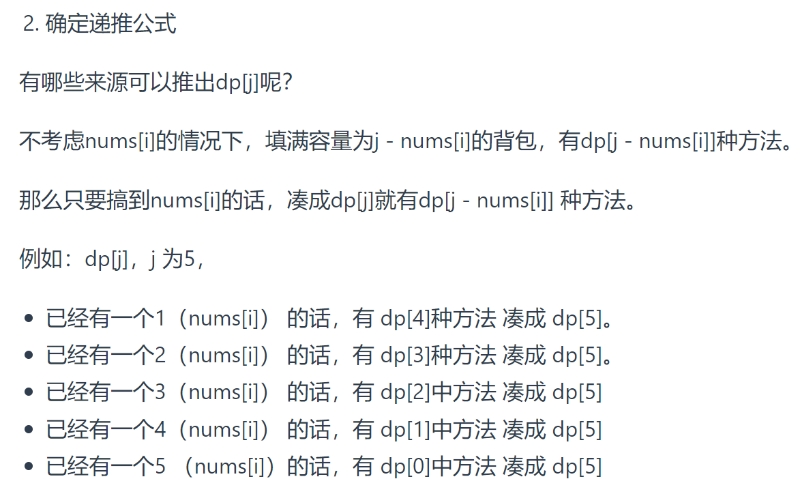 2. 确定递推公式
有哪些来源可以推出dp[j]呢？
不考虑nums[i]的情况下，填满容量为j - nums[i]的背包，有dp[j - nums[i]]种方法。
那么只要搞到nums[i]的话，凑成dp[j]就有dp[j - nums[i]] 种方法。
例如：dp[j]，j 为5，
• 已经有一个1（nums[i]） 的话，有 dp[4]种方法 凑成 dp[5]。
• 已经有一个2（nums[i]） 的话，有 dp[3]种方法 凑成 dp[5]。
• 已经有一个3（nums[i]） 的话，有 dp[2]中方法 凑成 dp[5]
• 已经有一个4（nums[i]） 的话，有 dp[1]中方法 凑成 dp[5]
• 已经有一个5 （nums[i]）的话，有 dp[0]中方法 凑成 dp[5]